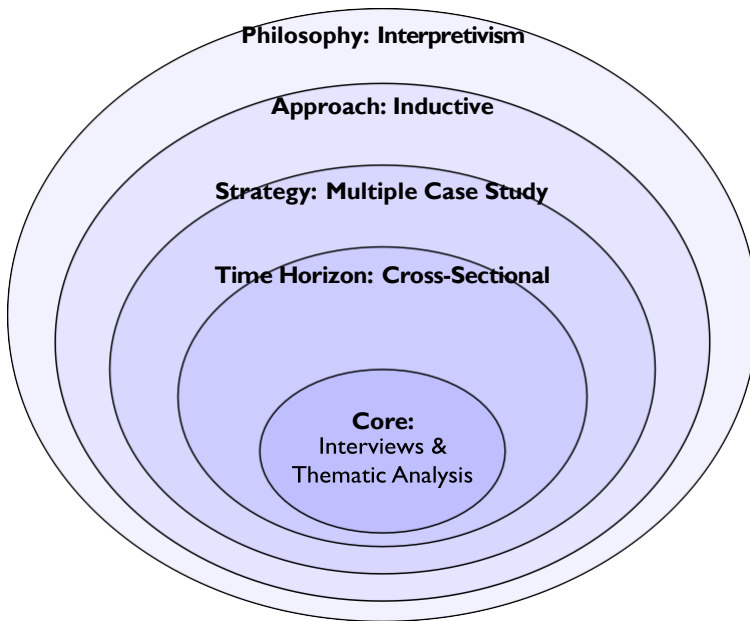 Philosophy: Interpretivism
Approach: Inductive
Strategy: Multiple Case Study
Time Horizon: Cross-Sectional
Core:
Interviews &
Thematic Analysis